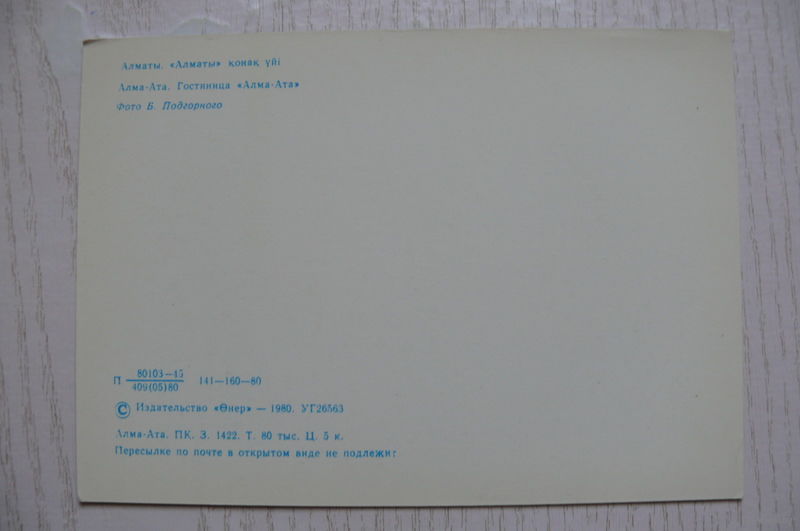 Алматы. «Алматы» қонақ үйі
Алма-Ата. Гостиница «Алма-Ата»
Фото Б. Подгорного
П 80103—15
409(05)80 141—160—80
© Издательство «Өнер» — 1980. УГ26563
Алма-Ата. ПК. З. 1422. Т. 80 тыс. Ц. 5 к.
Пересылке по почте в открытом виде не подлежит